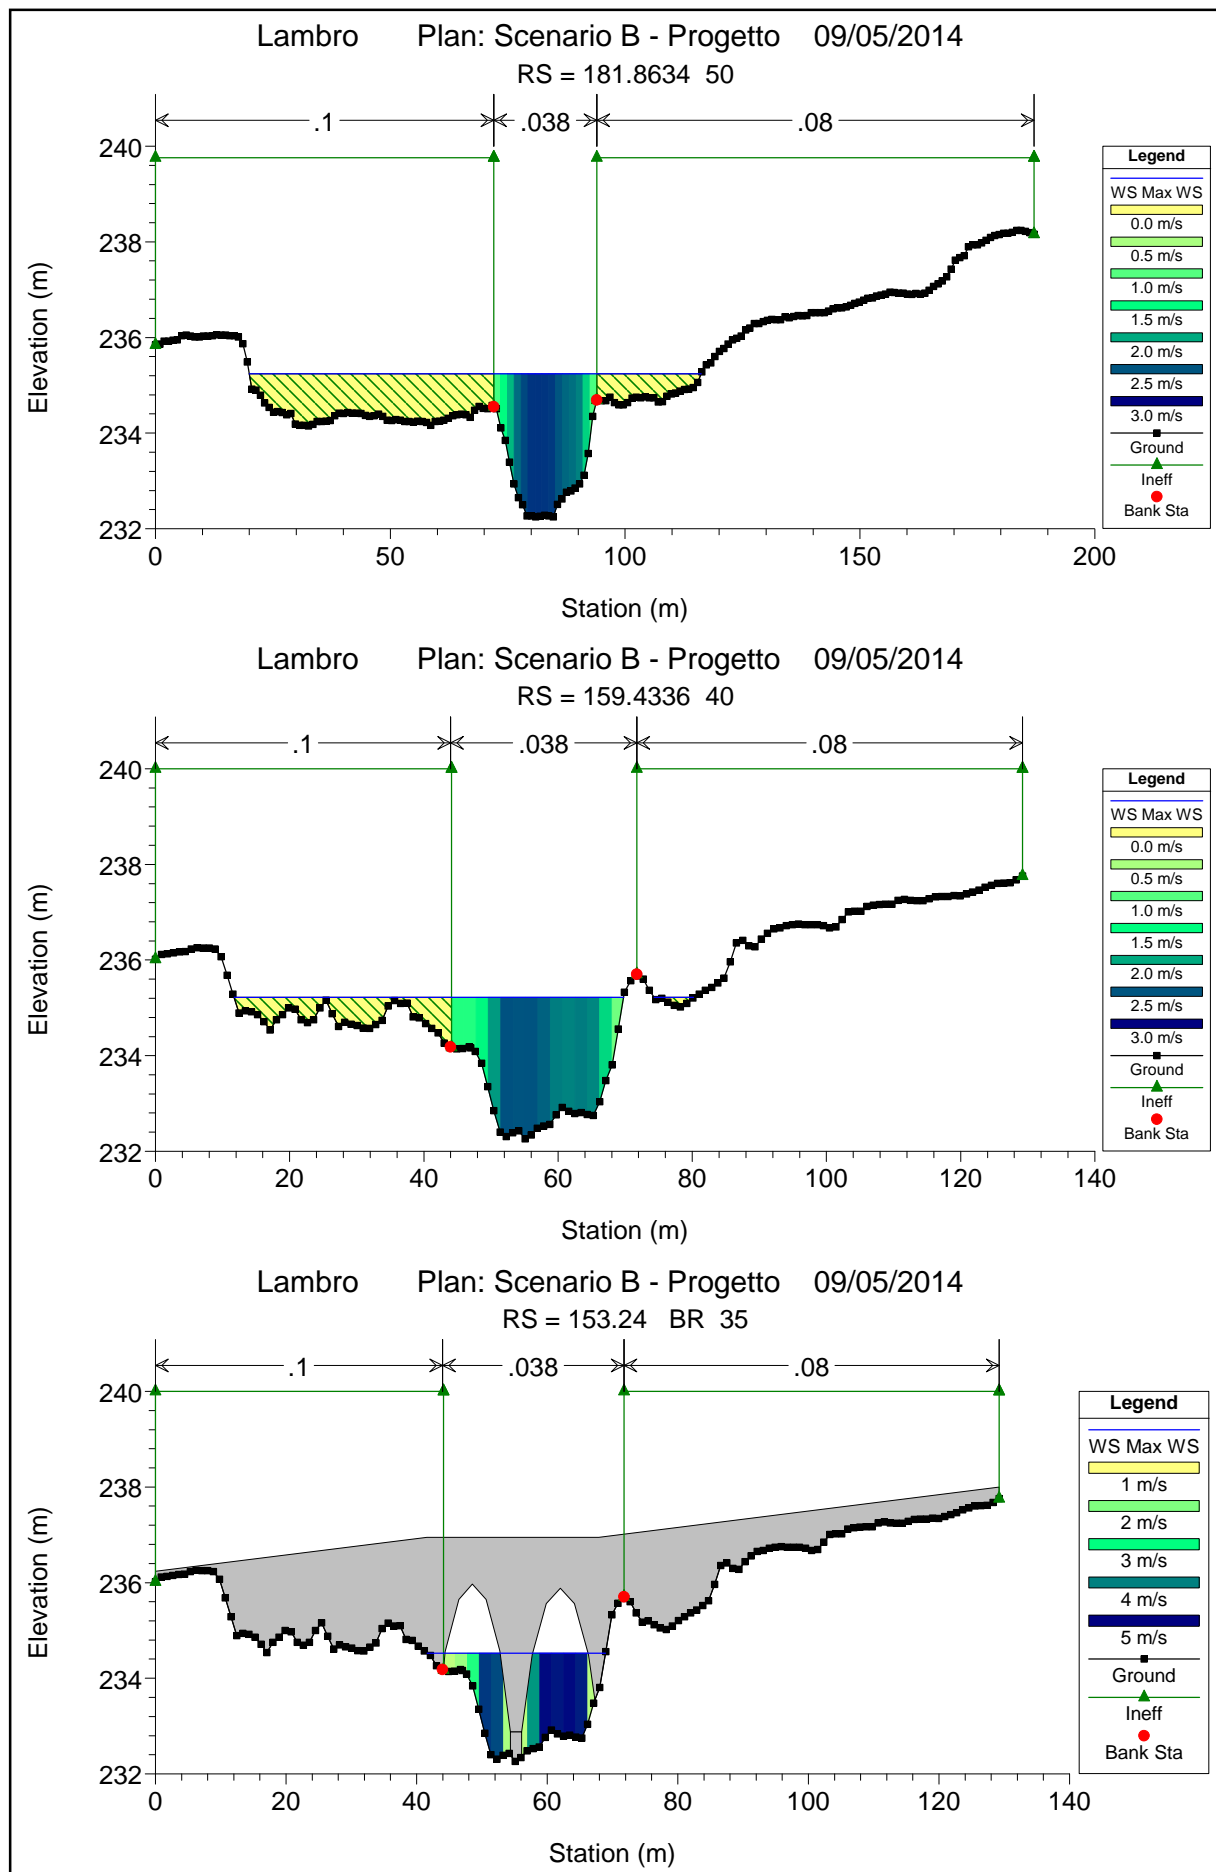 Lambro Plan: Scenario B - Progetto 09/05/2014
RS = 181.8634 50
.1 .038 .08
240
238
236
234
232
Elevation (m)
0 50 100 150 200
Station (m)
Legend
WS Max WS
0.0 m/s
0.5 m/s
1.0 m/s
1.5 m/s
2.0 m/s
2.5 m/s
3.0 m/s
Ground
Ineff
Bank Sta
Lambro Plan: Scenario B - Progetto 09/05/2014
RS = 159.4336 40
.1 .038 .08
240
238
236
234
232
Elevation (m)
0 20 40 60 80 100 120 140
Station (m)
Legend
WS Max WS
0.0 m/s
0.5 m/s
1.0 m/s
1.5 m/s
2.0 m/s
2.5 m/s
3.0 m/s
Ground
Ineff
Bank Sta
Lambro Plan: Scenario B - Progetto 09/05/2014
RS = 153.24 BR 35
.1 .038 .08
240
238
236
234
232
Elevation (m)
0 20 40 60 80 100 120 140
Station (m)
Legend
WS Max WS
1 m/s
2 m/s
3 m/s
4 m/s
5 m/s
Ground
Ineff
Bank Sta